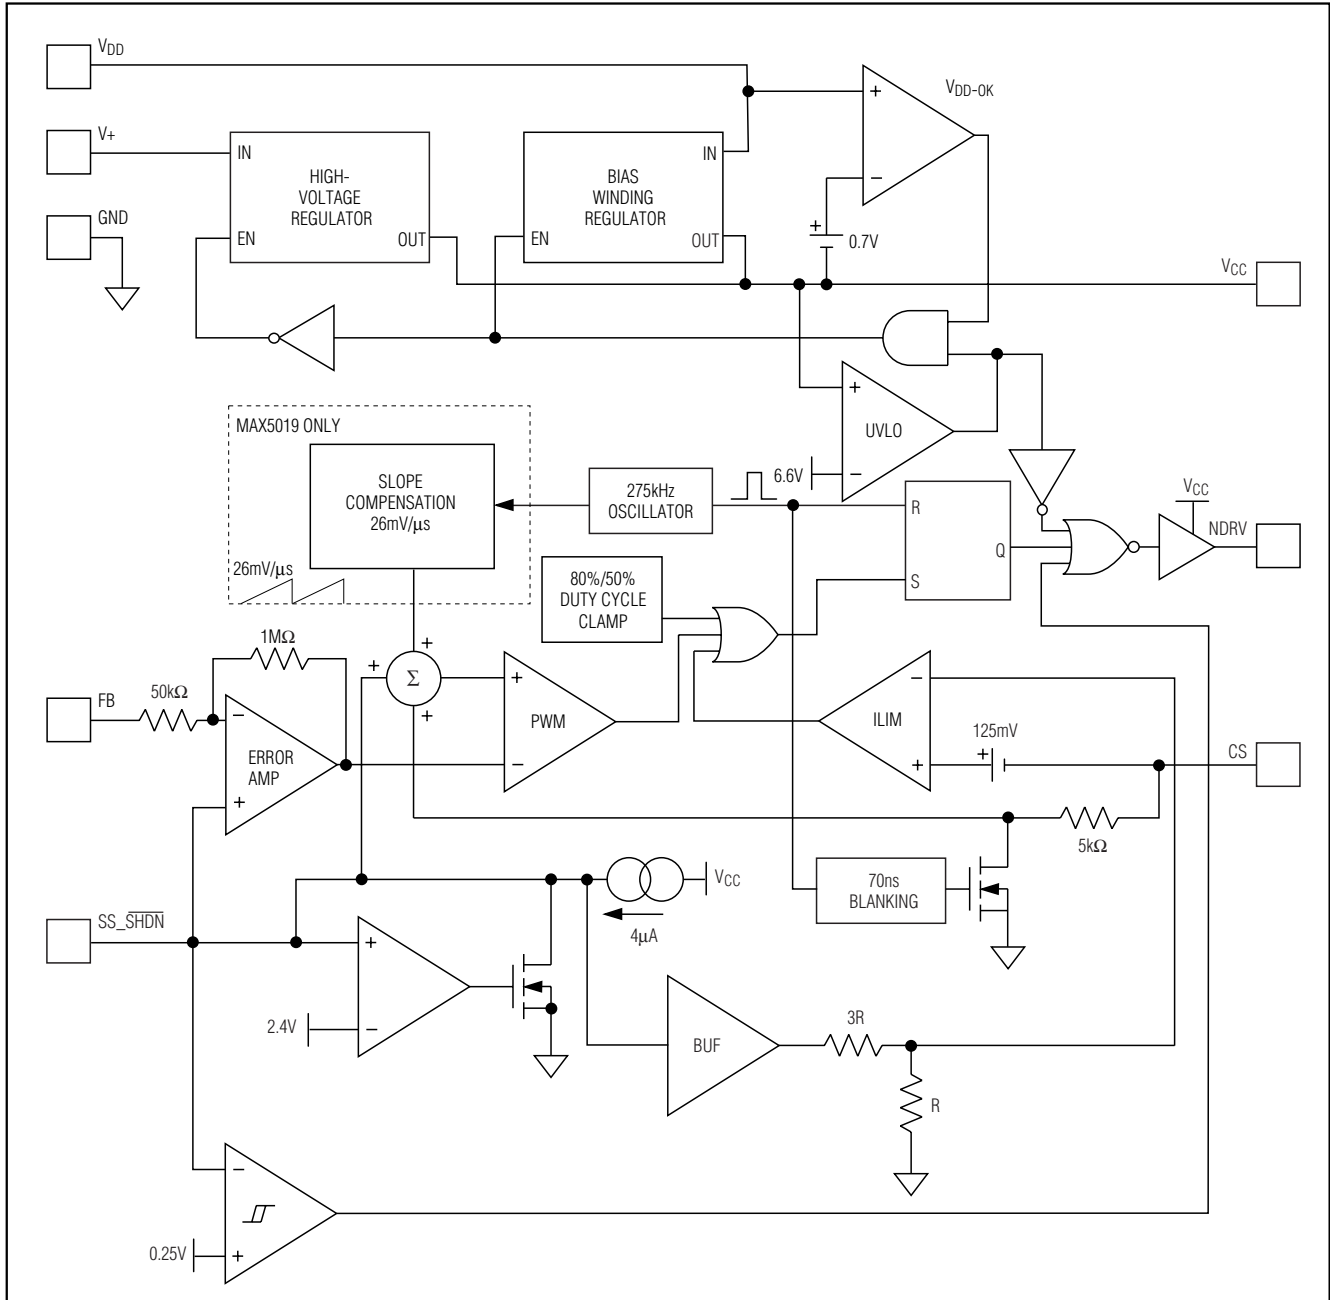 VDD
VDD-OK
+
V+
IN
HIGH-
VOLTAGE
REGULATOR
EN
OUT
BIAS
WINDING
REGULATOR
IN
EN
OUT
−
+
0.7V
GND
VCC
MAX5019 ONLY
SLOPE
COMPENSATION
26mV/μs
26mV/μs
275kHz
OSCILLATOR
+
UVLO
6.6V
−
R
Q
S
VCC
NDRV
80%/50%
DUTY CYCLE
CLAMP
1MΩ
+
+
Σ
+
+
PWM
−
−
ILIM
+
125mV
+
CS
FB
50kΩ
−
ERROR
AMP
+
5kΩ
70ns
BLANKING
VCC
4μA
SS_SHDN
+
2.4V
−
BUF
3R
R
−
0.25V
+